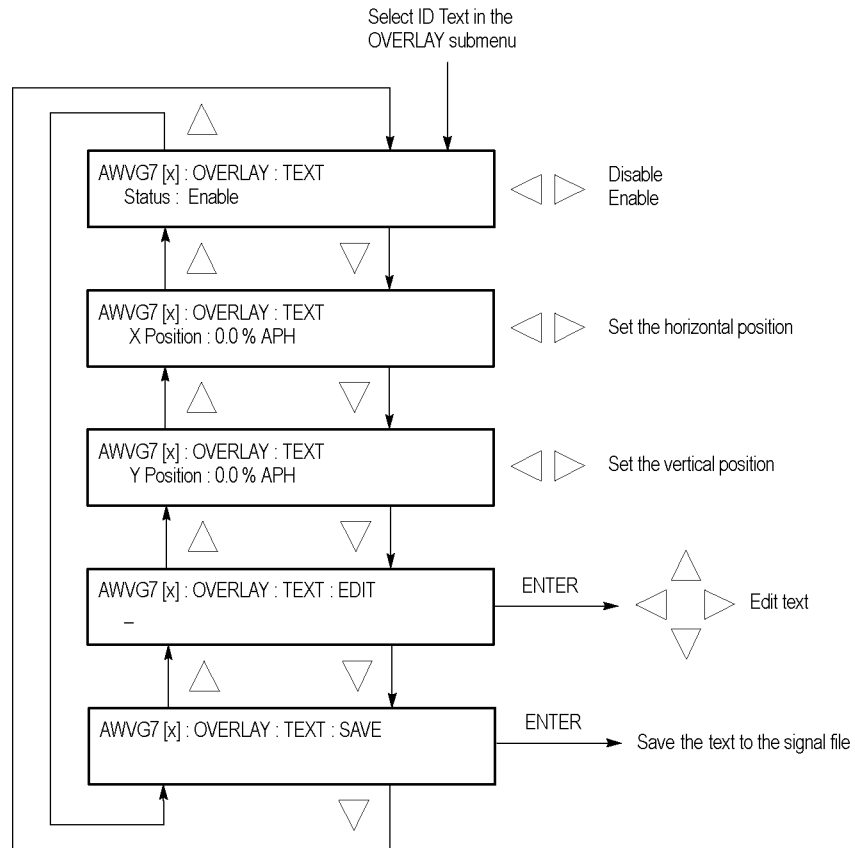 Select ID Text in the
OVERLAY submenu
AWVG7 [x] : OVERLAY : TEXT
Status : Enable
Disable
Enable
AWVG7 [x] : OVERLAY : TEXT
X Position : 0.0 % APH
Set the horizontal position
AWVG7 [x] : OVERLAY : TEXT
Y Position : 0.0 % APH
Set the vertical position
AWVG7 [x] : OVERLAY : TEXT : EDIT
_
ENTER
Edit text
AWVG7 [x] : OVERLAY : TEXT : SAVE
ENTER
Save the text to the signal file